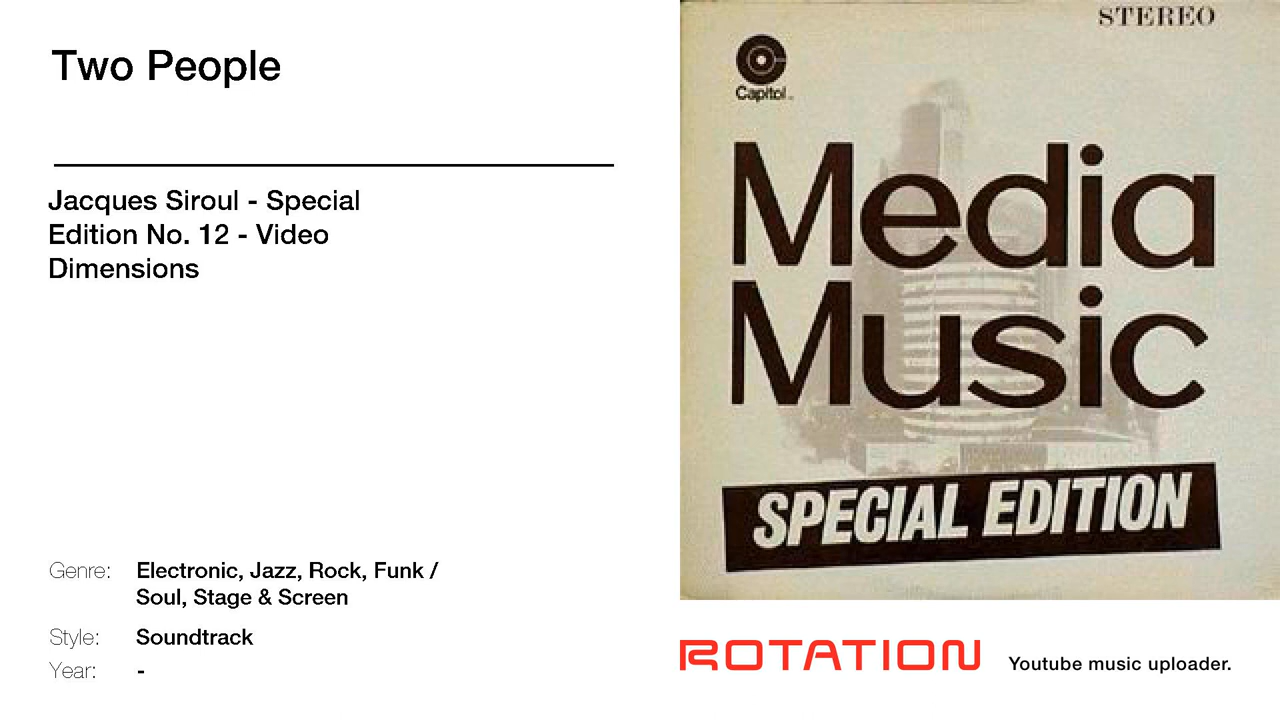 Two People
Jacques Siroul - Special
Edition No. 12 - Video
Dimensions
Genre: Electronic, Jazz, Rock, Funk /
Soul, Stage & Screen
Style: Soundtrack
Year: -
STEREO
Capitol
Media
Music
SPECIAL EDITION
ROTATION Youtube music uploader.